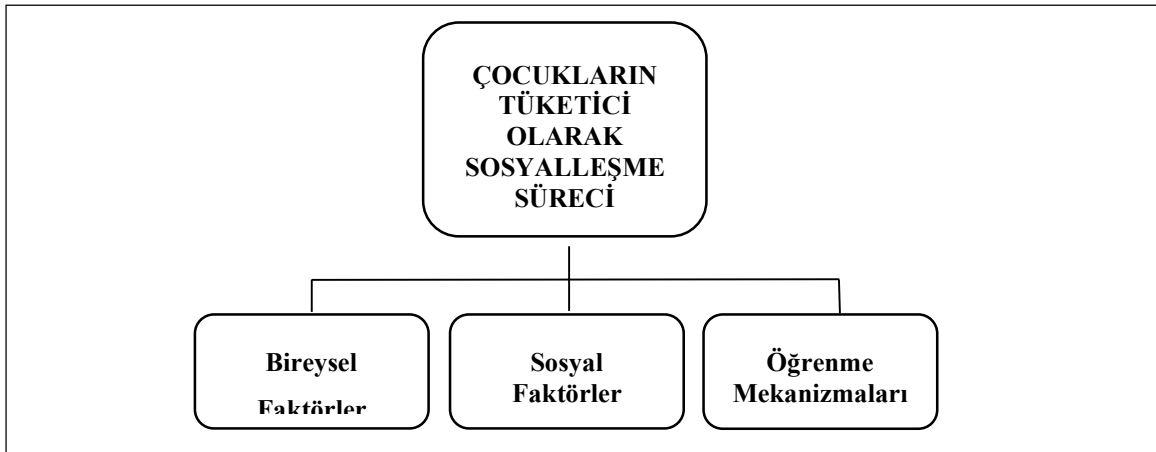 ÇOCUKLARIN
TÜKETİCİ
OLARAK
SOSYALLEŞME
SÜRECİ
Bireysel
Faktörler
Sosyal
Faktörler
Öğrenme
Mekanizmaları